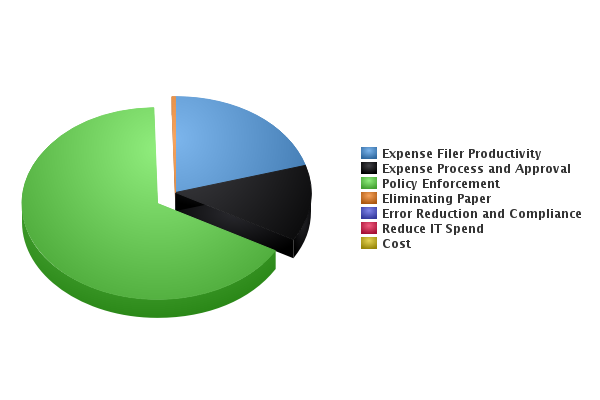 Expense Filer Productivity
Expense Process and Approval
Policy Enforcement
Eliminating Paper
Error Reduction and Compliance
Reduce IT Spend
Cost